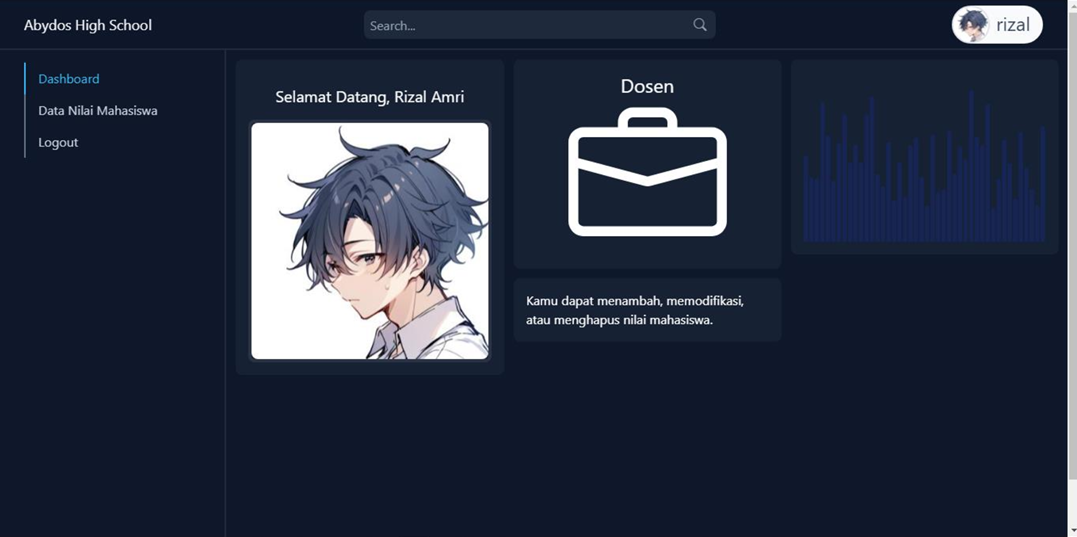 Abydos High School
Search...
rizal
Dashboard
Data Nilai Mahasiswa
Logout
Selamat Datang, Rizal Amri
Dosen
Kamu dapat menambah, memodifikasi,
atau menghapus nilai mahasiswa.